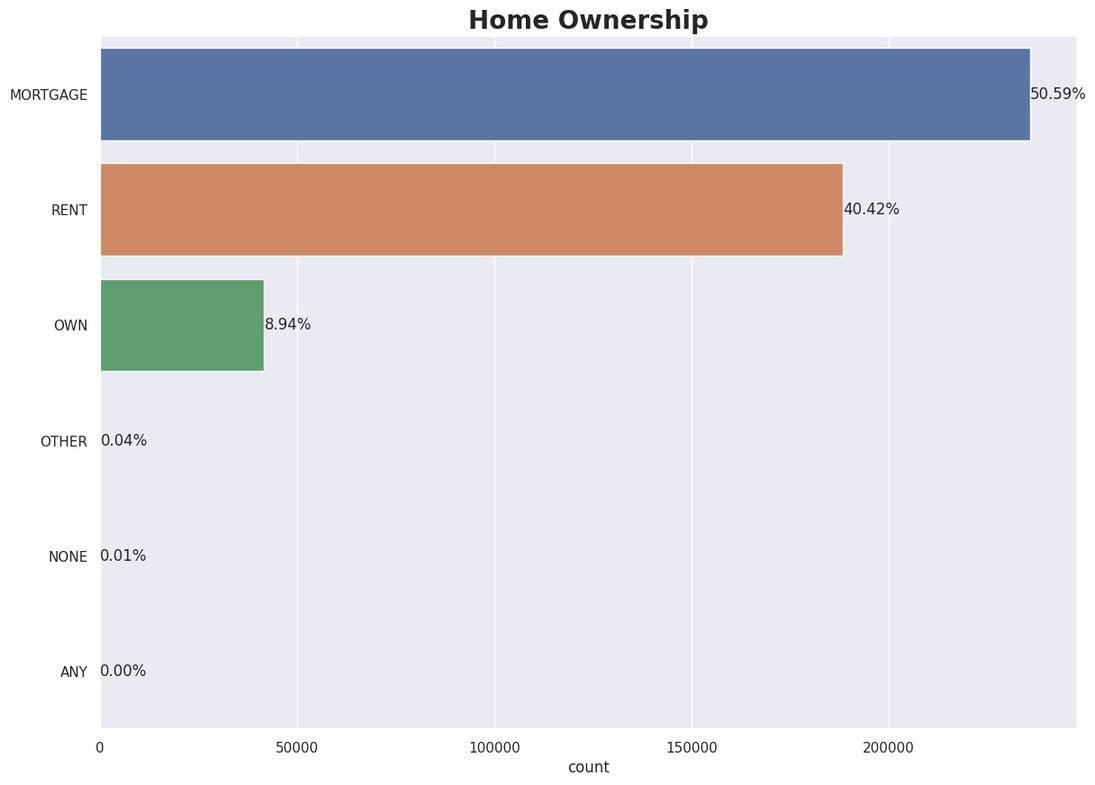 Home Ownership
MORTGAGE
50.59%
RENT
40.42%
OWN
8.94%
OTHER
0.04%
NONE
0.01%
ANY
0.00%
0 50000 100000 150000 200000
count